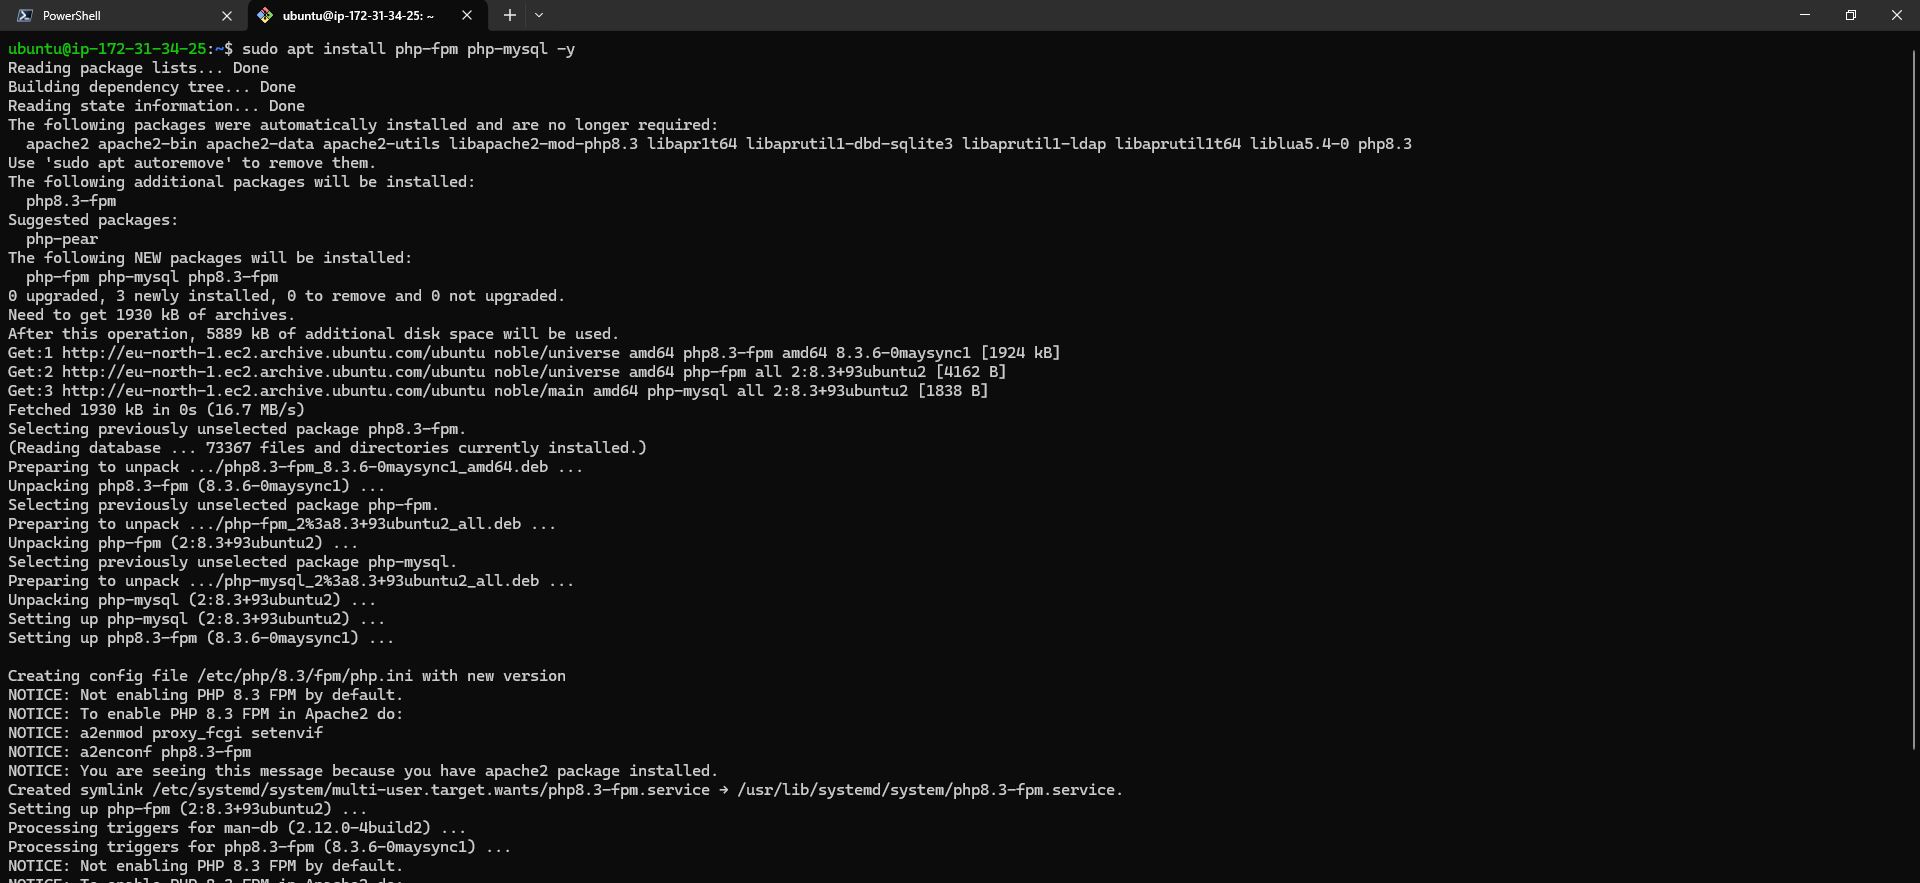 PowerShell
ubuntu@ip-172-31-34-25: ~
ubuntu@ip-172-31-34-25:~$ sudo apt install php-fpm php-mysql -y
Reading package lists... Done
Building dependency tree... Done
Reading state information... Done
The following packages were automatically installed and are no longer required:
  apache2 apache2-bin apache2-data apache2-utils libapache2-mod-php8.3 libapr1t64 libaprutil1-dbd-sqlite3 libaprutil1-ldap libaprutil1t64 liblua5.4-0 php8.3
Use 'sudo apt autoremove' to remove them.
The following additional packages will be installed:
  php8.3-fpm
Suggested packages:
  php-pear
The following NEW packages will be installed:
  php-fpm php-mysql php8.3-fpm
0 upgraded, 3 newly installed, 0 to remove and 0 not upgraded.
Need to get 1930 kB of archives.
After this operation, 5889 kB of additional disk space will be used.
Get:1 http://eu-north-1.ec2.archive.ubuntu.com/ubuntu noble/universe amd64 php8.3-fpm amd64 8.3.6-0maysync1 [1924 kB]
Get:2 http://eu-north-1.ec2.archive.ubuntu.com/ubuntu noble/universe amd64 php-fpm all 2:8.3+93ubuntu2 [4162 B]
Get:3 http://eu-north-1.ec2.archive.ubuntu.com/ubuntu noble/main amd64 php-mysql all 2:8.3+93ubuntu2 [1838 B]
Fetched 1930 kB in 0s (16.7 MB/s)
Selecting previously unselected package php8.3-fpm.
(Reading database ... 73367 files and directories currently installed.)
Preparing to unpack .../php8.3-fpm_8.3.6-0maysync1_amd64.deb ...
Unpacking php8.3-fpm (8.3.6-0maysync1) ...
Selecting previously unselected package php-fpm.
Preparing to unpack .../php-fpm_2%3a8.3+93ubuntu2_all.deb ...
Unpacking php-fpm (2:8.3+93ubuntu2) ...
Selecting previously unselected package php-mysql.
Preparing to unpack .../php-mysql_2%3a8.3+93ubuntu2_all.deb ...
Unpacking php-mysql (2:8.3+93ubuntu2) ...
Setting up php-mysql (2:8.3+93ubuntu2) ...
Setting up php8.3-fpm (8.3.6-0maysync1) ...

Creating config file /etc/php/8.3/fpm/php.ini with new version
NOTICE: Not enabling PHP 8.3 FPM by default.
NOTICE: To enable PHP 8.3 FPM in Apache2 do:
NOTICE: a2enmod proxy_fcgi setenvif
NOTICE: a2enconf php8.3-fpm
NOTICE: You are seeing this message because you have apache2 package installed.
Created symlink /etc/systemd/system/multi-user.target.wants/php8.3-fpm.service → /usr/lib/systemd/system/php8.3-fpm.service.
Setting up php-fpm (2:8.3+93ubuntu2) ...
Processing triggers for man-db (2.12.0-4build2) ...
Processing triggers for php8.3-fpm (8.3.6-0maysync1) ...
NOTICE: Not enabling PHP 8.3 FPM by default.
NOTICE: To enable PHP 8.3 FPM in Apache2 do: